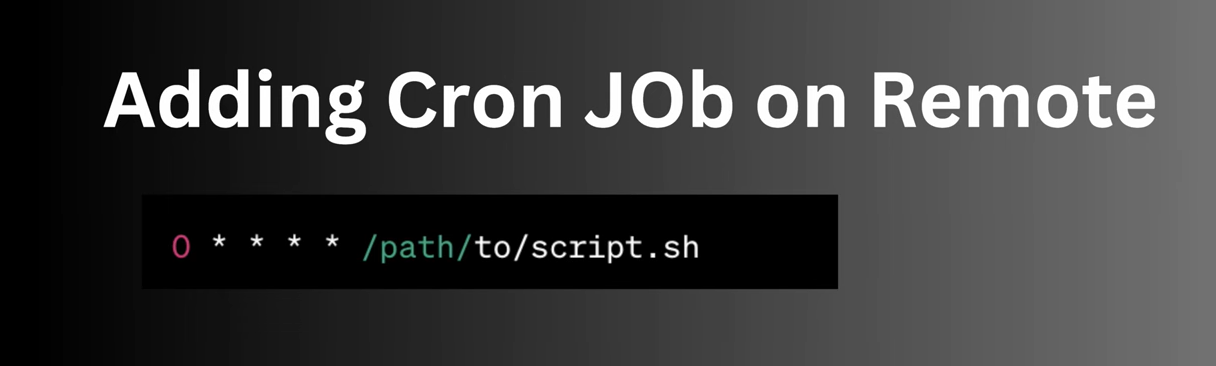 Adding Cron JOb on Remote
0 * * * * /path/to/script.sh